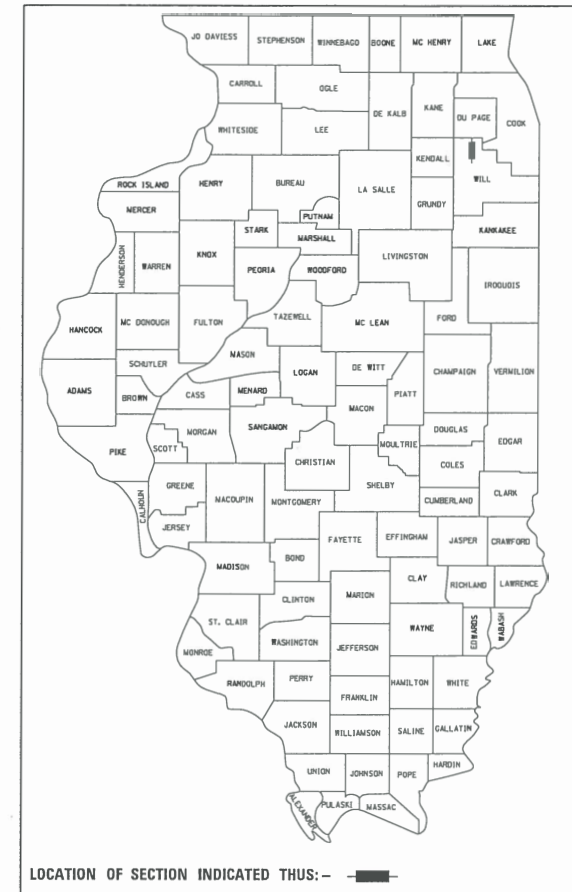 JO DAVIESS STEPHENSON WINNEBAGO BOONE MC HENRY LAKE
CARROLL OGLE DE KALB KANE DU PAGE COOK
WHITESIDE LEE
KENDALL WILL
ROCK ISLAND HENRY BUREAU LA SALLE GRUNDY
MERCER PUTNAM
STARK MARSHALL KANKAKEE
HENDERSON WARREN KNOX PEORIA WOODFORD LIVINGSTON IROQUOIS
HANCOCK MC DONOUGH FULTON TAZEWELL MC LEAN FORD
SCHUYLER MASON LOGAN DE WITT CHAMPAIGN VERMILION
ADAMS BROWN CASS MENARD MACON PIATT
PIKE SCOTT MORGAN SANGAMON MOULTRIE DOUGLAS EDGAR
CHRISTIAN COLES
CALHOUN GREENE MACOUPIN MONTGOMERY SHELBY CUMBERLAND CLARK
JERSEY FAYETTE EFFINGHAM JASPER CRAWFORD
MADISON BOND CLAY RICHLAND LAWRENCE
CLINTON MARION
ST. CLAIR WAYNE EDWARDS WABASH
MONROE WASHINGTON JEFFERSON
RANDOLPH PERRY HAMILTON WHITE
FRANKLIN
JACKSON WILLIAMSON SALINE GALLATIN
UNION JOHNSON POPE HARDIN
ALEXANDER PULASKI MASSAC
LOCATION OF SECTION INDICATED THUS:-